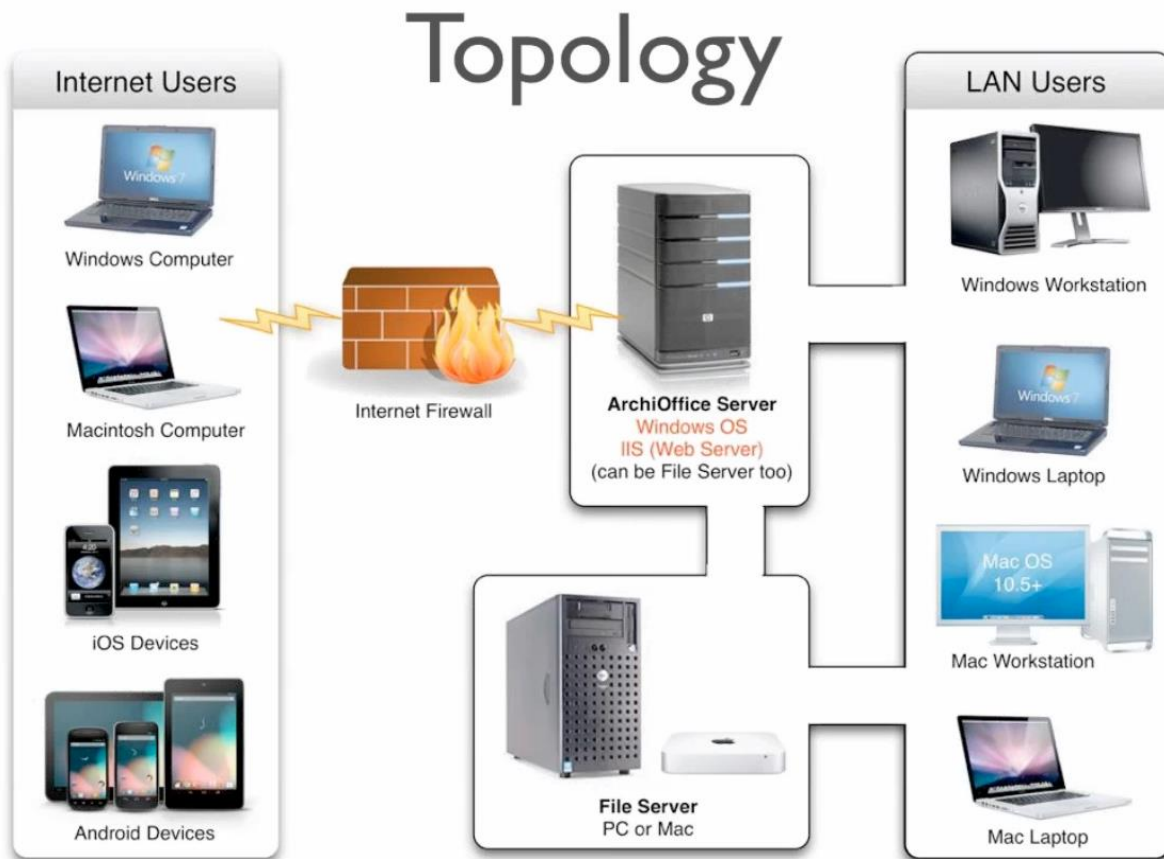 Topology
Internet Users
Windows 7
Windows Computer
Macintosh Computer
iOS Devices
Android Devices
Internet Firewall
ArchiOffice Server
Windows OS
IIS (Web Server)
(can be File Server too)
File Server
PC or Mac
LAN Users
Windows Workstation
Windows 7
Windows Laptop
Mac OS
10.5+
Mac Workstation
Mac Laptop